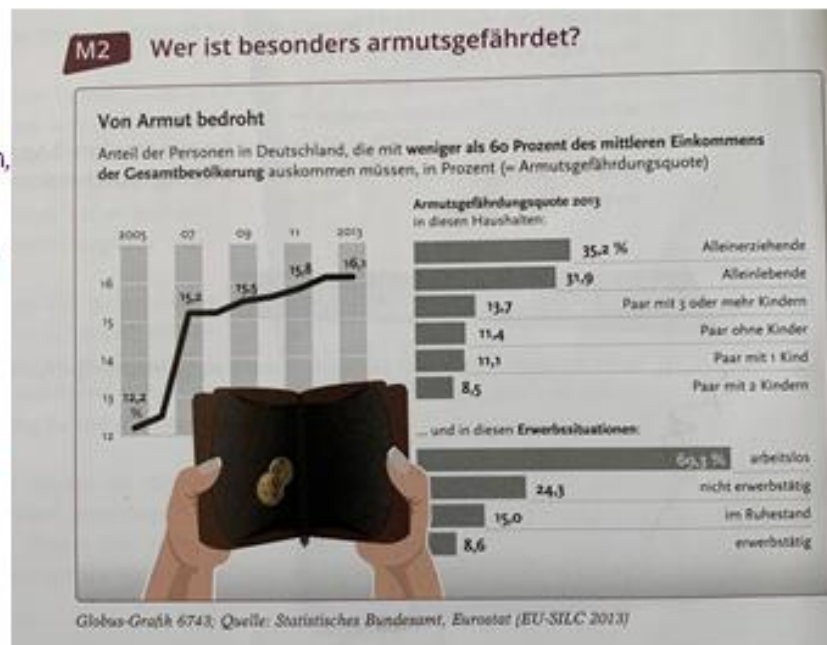 M2 Wer ist besonders armutsgefährdet?
Von Armut bedroht
Anteil der Personen in Deutschland, die mit weniger als 60 Prozent des mittleren Einkommens
der Gesamtbevölkerung auskommen müssen, in Prozent (= Armutsgefährdungsquote)
2005 07 09 11 2013
16
15
14
13
12
12,2
%
15,2
15,5
15,8
16,1
Armutsgefährdungsquote 2013
in diesen Haushalten:
35,2 % Alleinerziehende
31,9 Alleinlebende
13,7 Paar mit 3 oder mehr Kindern
11,4 Paar ohne Kinder
11,1 Paar mit 1 Kind
8,5 Paar mit 2 Kindern
... und in diesen Erwerbssituationen:
69,3 % arbeitslos
24,3 nicht erwerbstätig
15,0 im Ruhestand
8,6 erwerbstätig
Globus-Grafik 6743; Quelle: Statistisches Bundesamt, Eurostat (EU-SILC 2013)